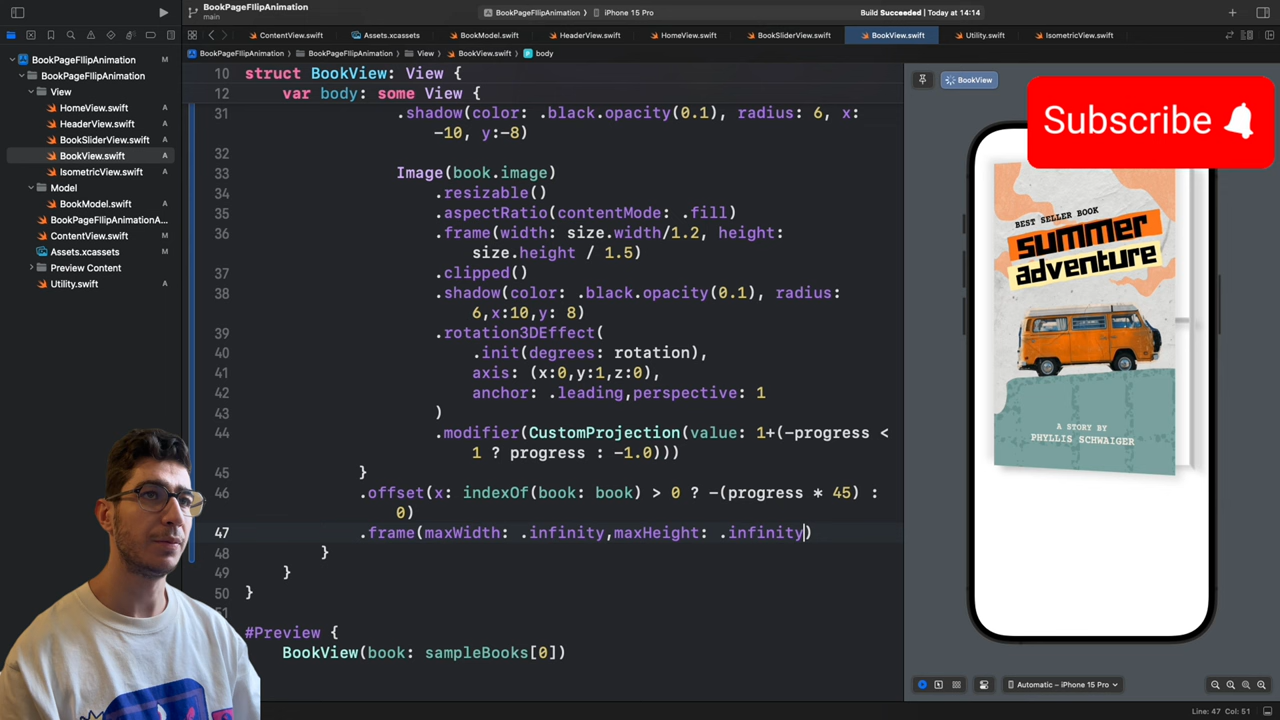 BookPageFlipAnimation
main
BookPageFlipAnimation > iPhone 15 Pro
Build Succeeded | Today at 14:14
ContentView.swift
Assets.xcassets
BookModel.swift
HeaderView.swift
HomeView.swift
BookSliderView.swift
BookView.swift
Utility.swift
IsometricView.swift
BookPageFlipAnimation > BookPageFlipAnimation > View > BookView.swift > body
BookPageFlipAnimation
BookPageFlipAnimation
View
HomeView.swift A
HeaderView.swift A
BookSliderView.swift A
BookView.swift A
IsometricView.swift A
Model
BookModel.swift A
BookPageFlipAnimationA... M
ContentView.swift M
Assets.xcassets M
Preview Content
Utility.swift A
10 struct BookView: View {
12 var body: some View {
31 .shadow(color: .black.opacity(0.1), radius: 6, x:
-10, y:-8)
32
33 Image(book.image)
34 .resizable()
35 .aspectRatio(contentMode: .fill)
36 .frame(width: size.width/1.2, height:
size.height / 1.5)
37 .clipped()
38 .shadow(color: .black.opacity(0.1), radius:
6,x:10,y: 8)
39 .rotation3DEffect(
40 .init(degrees: rotation),
41 axis: (x:0,y:1,z:0),
42 anchor: .leading,perspective: 1
43 )
44 .modifier(CustomProjection(value: 1+(-progress <
1 ? progress : -1.0)))
45 }
46 .offset(x: indexOf(book: book) > 0 ? -(progress * 45) :
0)
47 .frame(maxWidth: .infinity,maxHeight: .infinity)
48 }
49 }
50 }
51
#Preview {
BookView(book: sampleBooks[0])
BookView
Subscribe
BEST SELLER BOOK
summer
adventure
A STORY BY
PHYLLIS SCHWAIGER
Automatic – iPhone 15 Pro
Line: 47 Col: 51